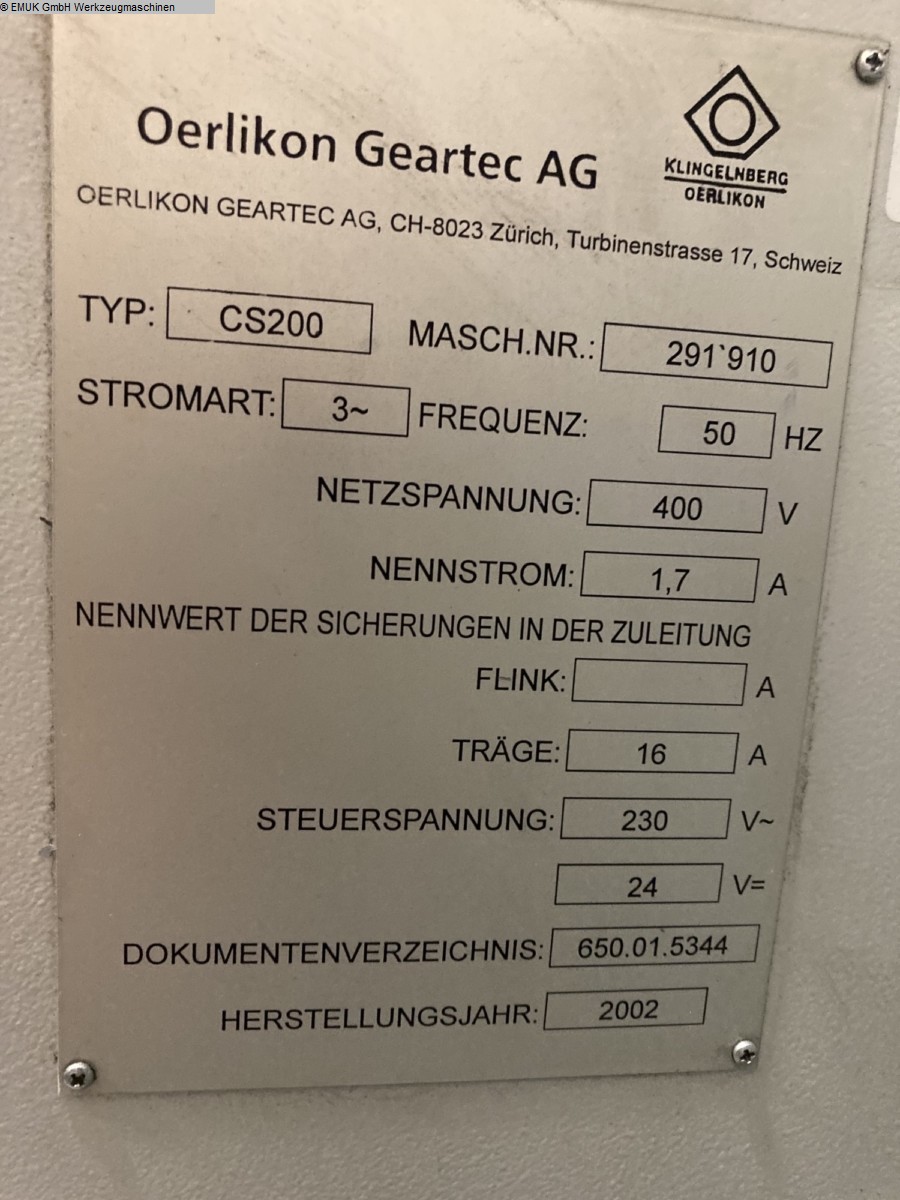 © EMUK GmbH Werkzeugmaschinen
Oerlikon Geartec AG
KLINGELNBERG
OERLIKON
OERLIKON GEARTEC AG, CH-8023 Zürich, Turbinenstrasse 17, Schweiz
TYP: CS200 MASCH.NR.: 291`910
STROMART: 3~ FREQUENZ: 50 HZ
NETZSPANNUNG: 400 V
NENNSTROM: 1,7 A
NENNWERT DER SICHERUNGEN IN DER ZULEITUNG
FLINK: A
TRÄGE: 16 A
STEUERSPANNUNG: 230 V~
24 V=
DOKUMENTENVERZEICHNIS: 650.01.5344
HERSTELLUNGSJAHR: 2002